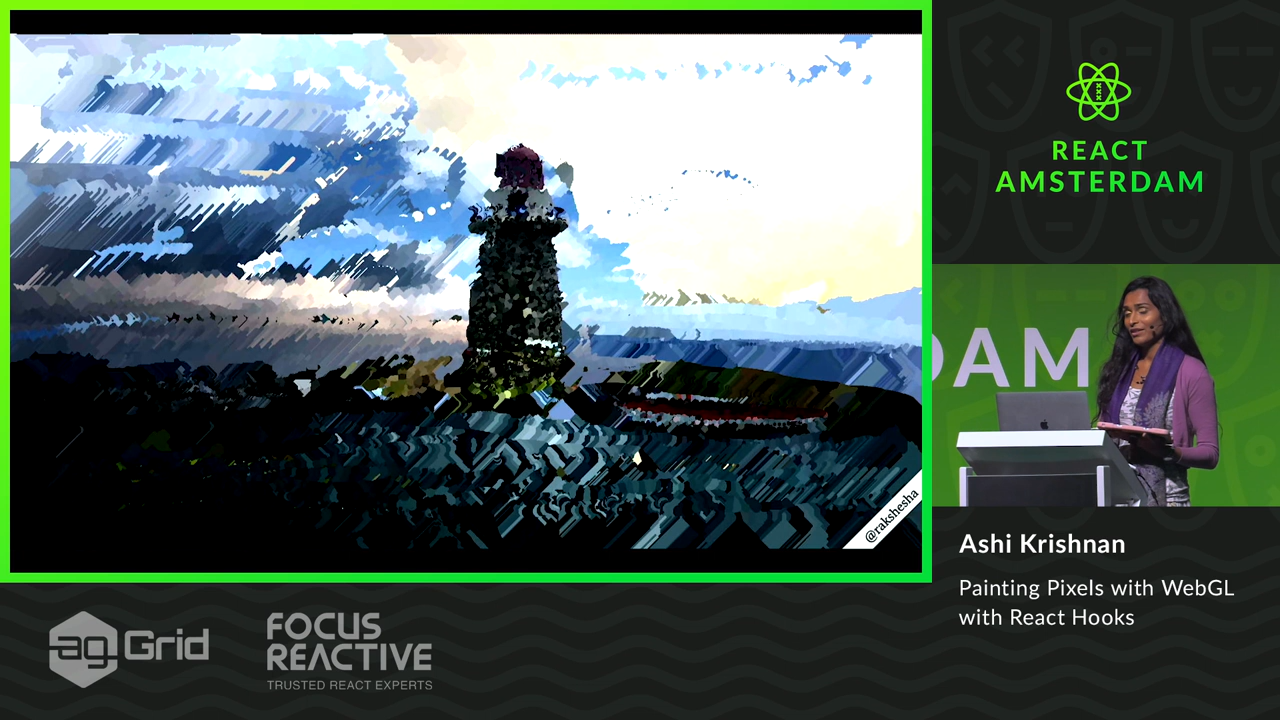 @rakshesha
REACT
AMSTERDAM
DAM
Ashi Krishnan
Painting Pixels with WebGL
with React Hooks
ag Grid
FOCUS
REACTIVE
TRUSTED REACT EXPERTS